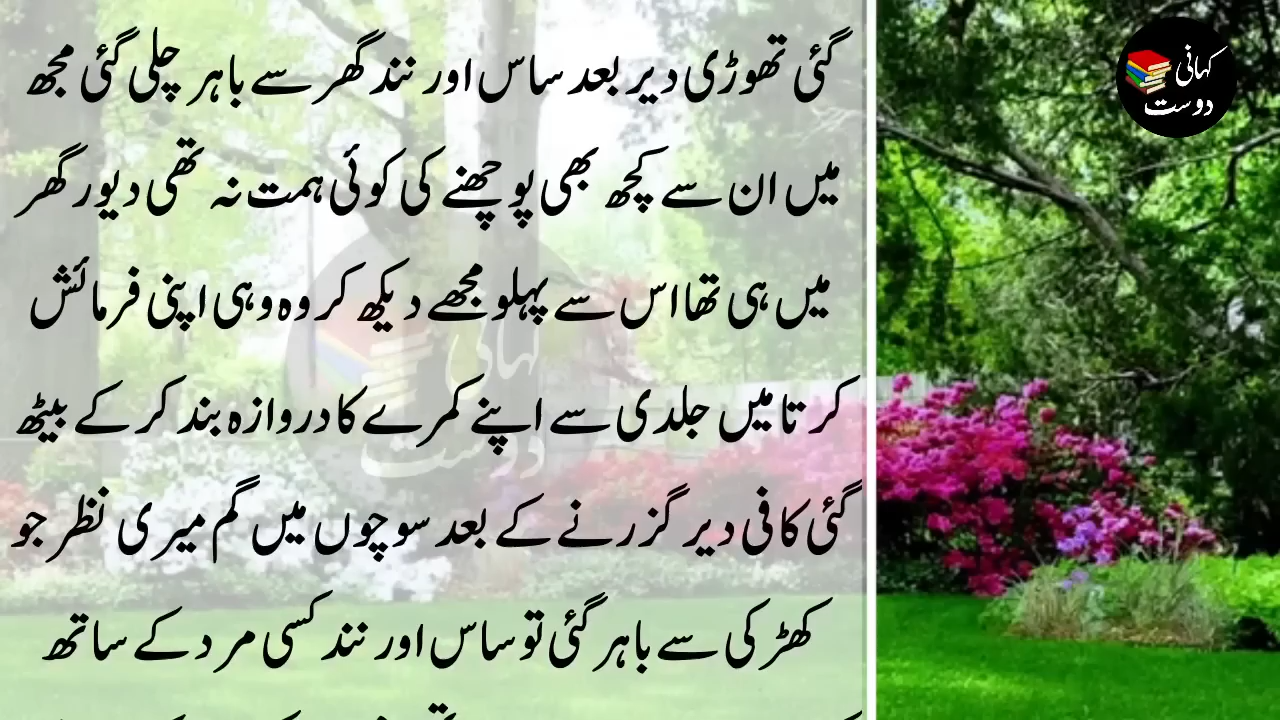 گئی تھوڑی دیر بعد ساس اور نند گھر سے باہر چلی گئی مجھ
میں ان سے کچھ بھی پوچھنے کی کوئی ہمت نہ تھی دیور گھر
میں ہی تھا اس سے پہلو مجھے دیکھ کر وہ وہی اپنی فرمائش
کرتا میں جلدی سے اپنے کمرے کا دروازہ بند کر کے بیٹھ
گئی کافی دیر گزرنے کے بعد سوچوں میں گم میری نظر جو
کھڑکی سے باہر گئی تو ساس اور نند کسی مرد کے ساتھ
کہانی
دوست
کہانی
دوست